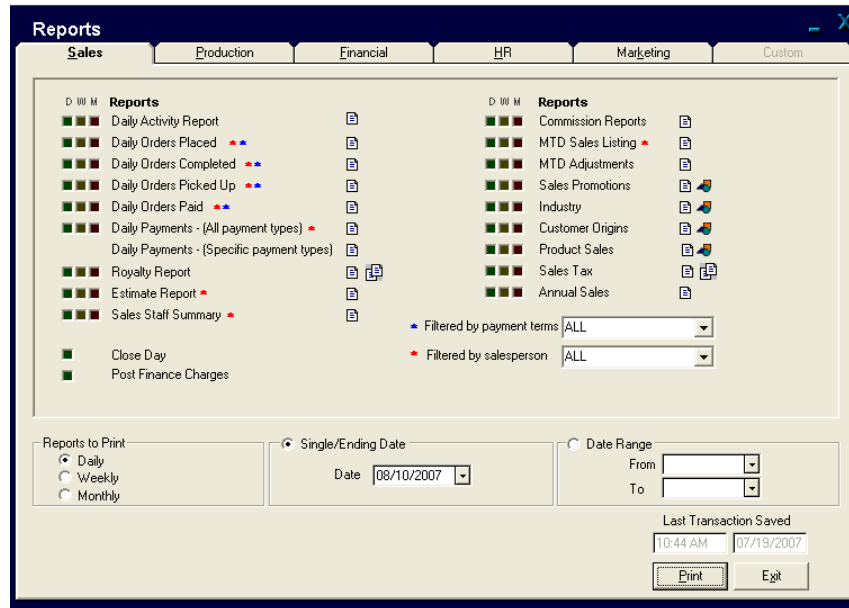 Reports
Sales Production Financial HR Marketing Custom
D W M Reports
Daily Activity Report
Daily Orders Placed **
Daily Orders Completed **
Daily Orders Picked Up **
Daily Orders Paid **
Daily Payments - (All payment types) *
Daily Payments - (Specific payment types)
Royalty Report
Estimate Report *
Sales Staff Summary *
Close Day
Post Finance Charges
D W M Reports
Commission Reports
MTD Sales Listing *
MTD Adjustments
Sales Promotions
Industry
Customer Origins
Product Sales
Sales Tax
Annual Sales
* Filtered by payment terms ALL
* Filtered by salesperson ALL
Reports to Print
Daily
Weekly
Monthly
Single/Ending Date
Date 08/10/2007
Date Range
From
To
Last Transaction Saved
10:44 AM 07/19/2007
Print Exit